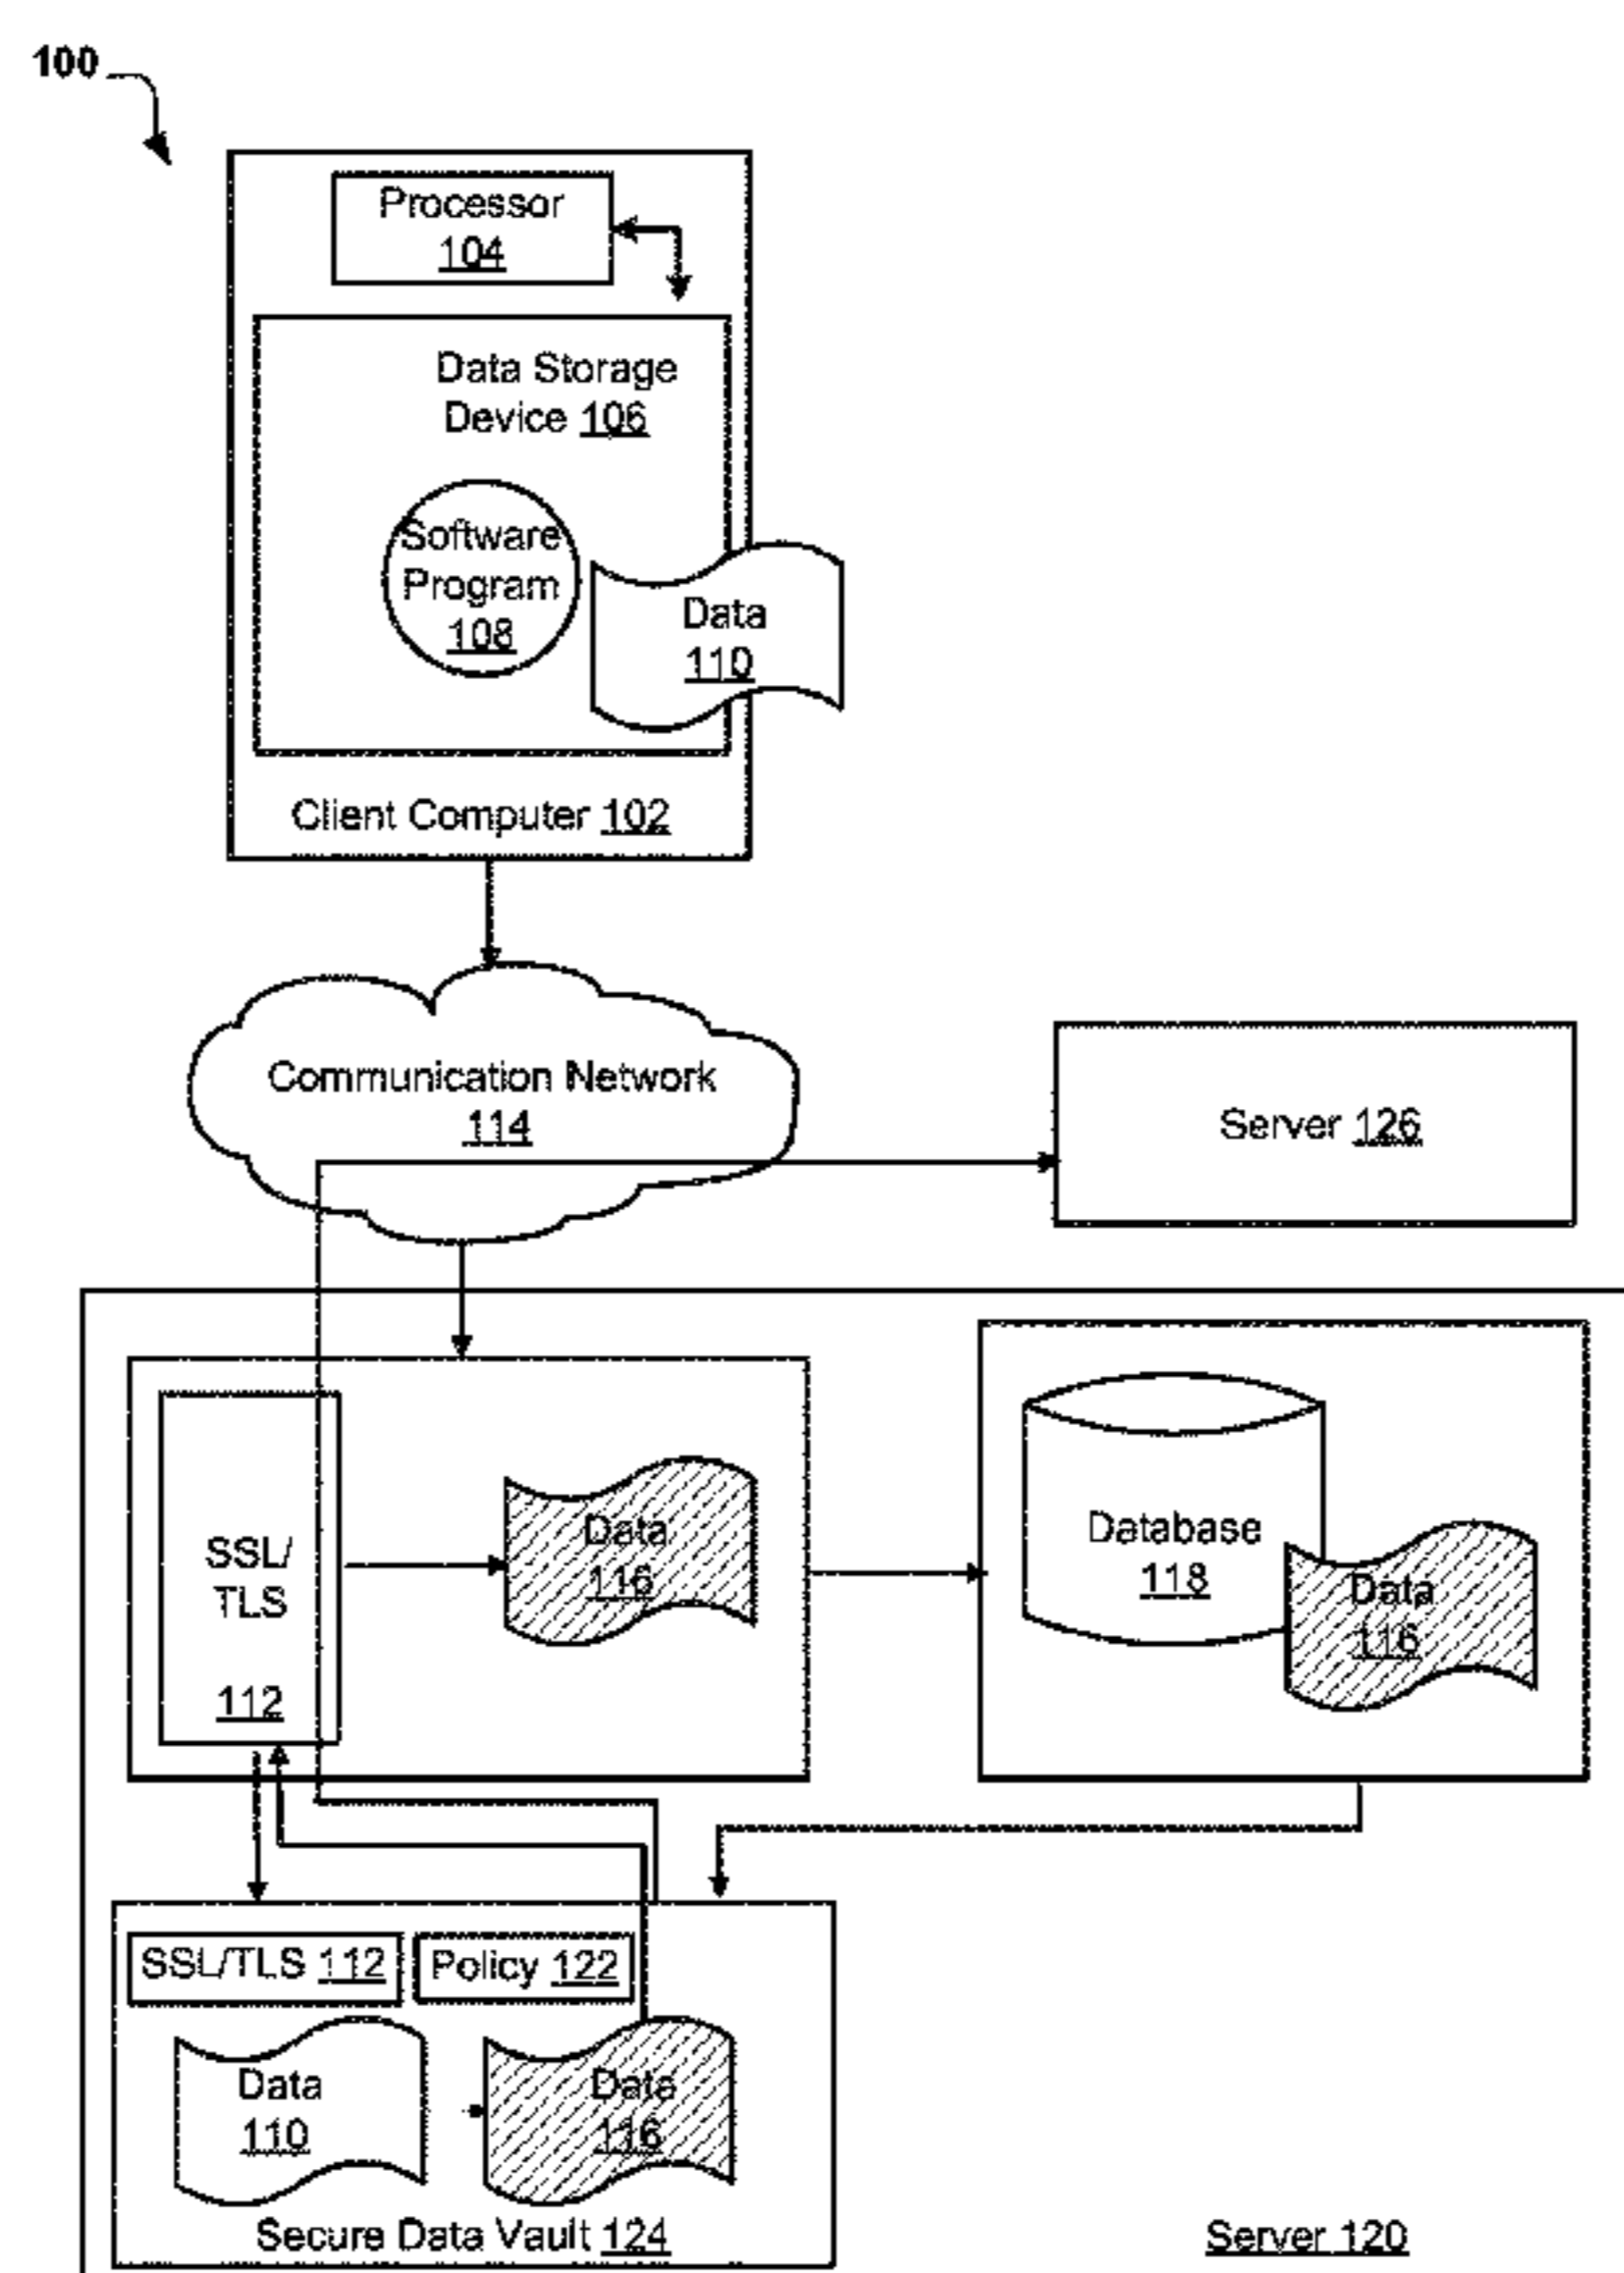 100
Processor
104
Data Storage
Device 106
Software
Program
108
Data
110
Client Computer 102
Communication Network
114
Server 126
SSL/
TLS
112
Data
116
Database
118
Data
116
SSL/TLS 112
Policy 122
Data
110
Data
116
Secure Data Vault 124
Server 120